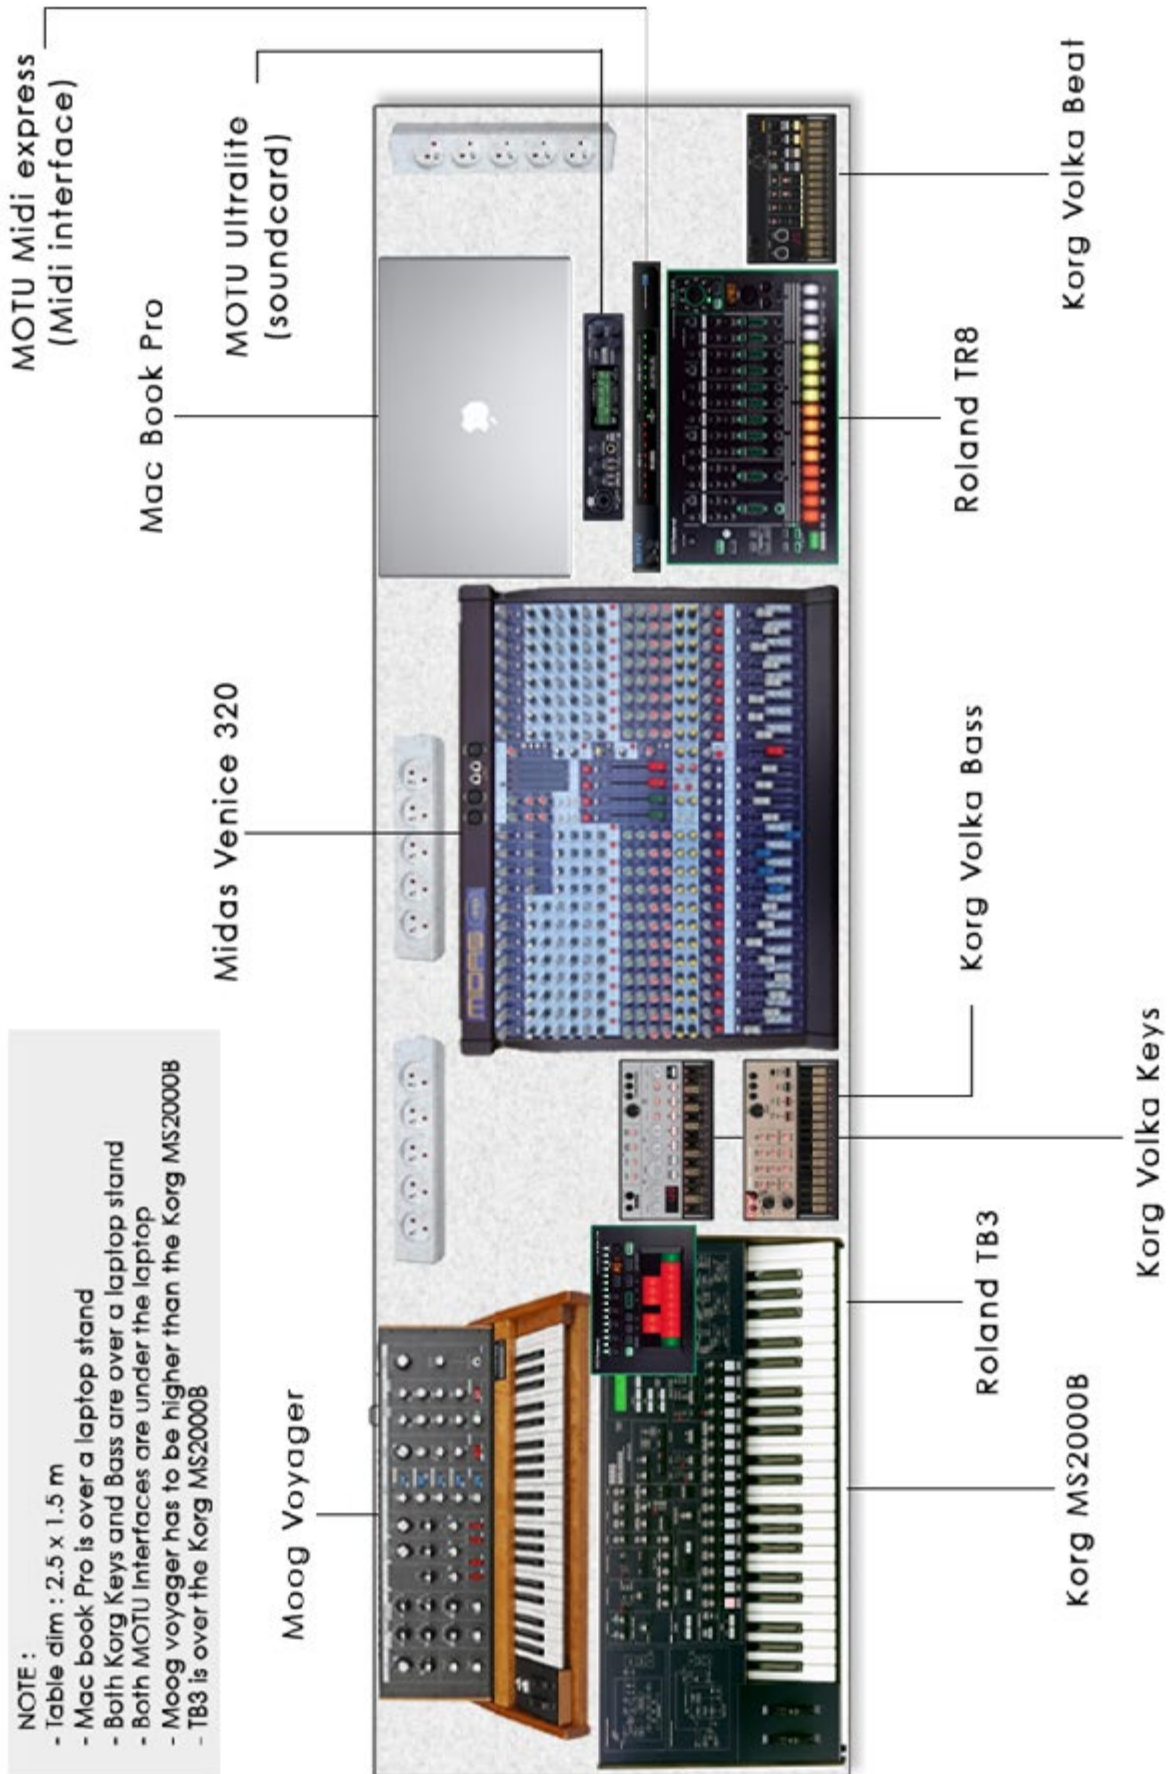 NOTE :
- Table dim : 2.5 x 1.5 m
- Mac book Pro is over a laptop stand
- Both Korg Keys and Bass are over a laptop stand
- Both MOTU Interfaces are under the laptop
- Moog voyager has to be higher than the Korg MS2000B
- TB3 is over the Korg MS2000B
Moog Voyager
Midas Venice 320
Mac Book Pro
MOTU Ultralite
(soundcard)
MOTU Midi express
(Midi interface)
MIDAS
Korg MS2000B
Roland TB3
Korg Volka Keys
Korg Volka Bass
Roland TR8
Korg Volka Beat